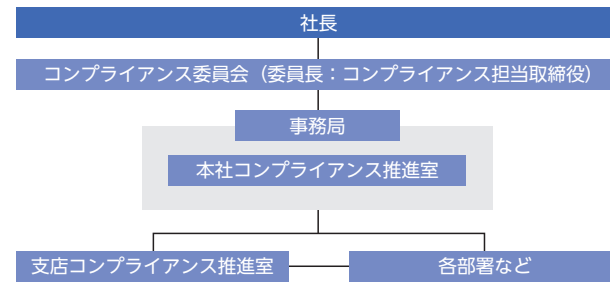 社長
コンプライアンス委員会（委員長：コンプライアンス担当取締役）
事務局
本社コンプライアンス推進室
支店コンプライアンス推進室
各部署など